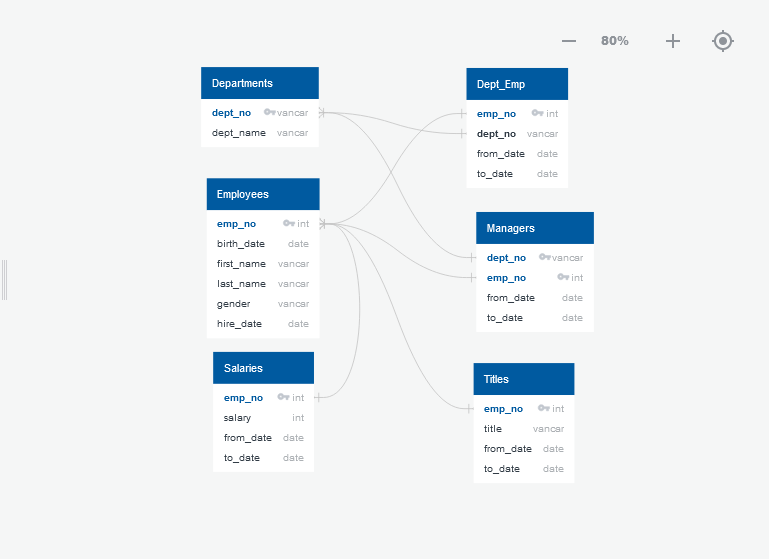 80%
Departments
dept_no vancar
dept_name vancar
Dept_Emp
emp_no int
dept_no vancar
from_date date
to_date date
Employees
emp_no int
birth_date date
first_name vancar
last_name vancar
gender vancar
hire_date date
Managers
dept_no vancar
emp_no int
from_date date
to_date date
Salaries
emp_no int
salary int
from_date date
to_date date
Titles
emp_no int
title vancar
from_date date
to_date date